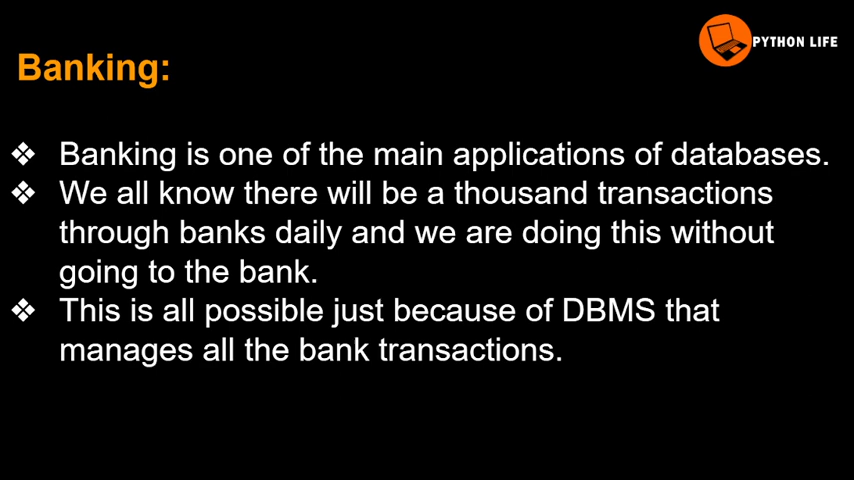 PYTHON LIFE
Banking:
❖ Banking is one of the main applications of databases.
❖ We all know there will be a thousand transactions
through banks daily and we are doing this without
going to the bank.
❖ This is all possible just because of DBMS that
manages all the bank transactions.